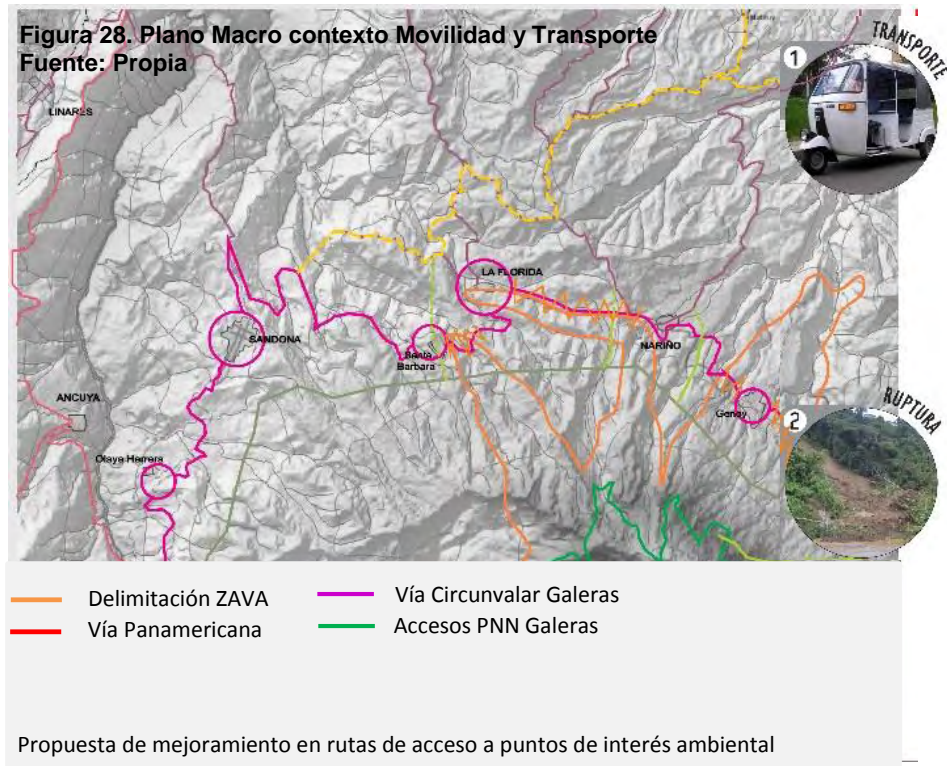 Figura 28. Plano Macro contexto Movilidad y Transporte
Fuente: Propia
TRANSPORTE
1
LINARES
LA FLORIDA
SANDONA
NARIÑO
Santa
Barbara
RUPTURA
ANCUYA
Genoy
2
Olaya Herrera
Delimitación ZAVA
Vía Circunvalar Galeras
Vía Panamericana
Accesos PNN Galeras
Propuesta de mejoramiento en rutas de acceso a puntos de interés ambiental